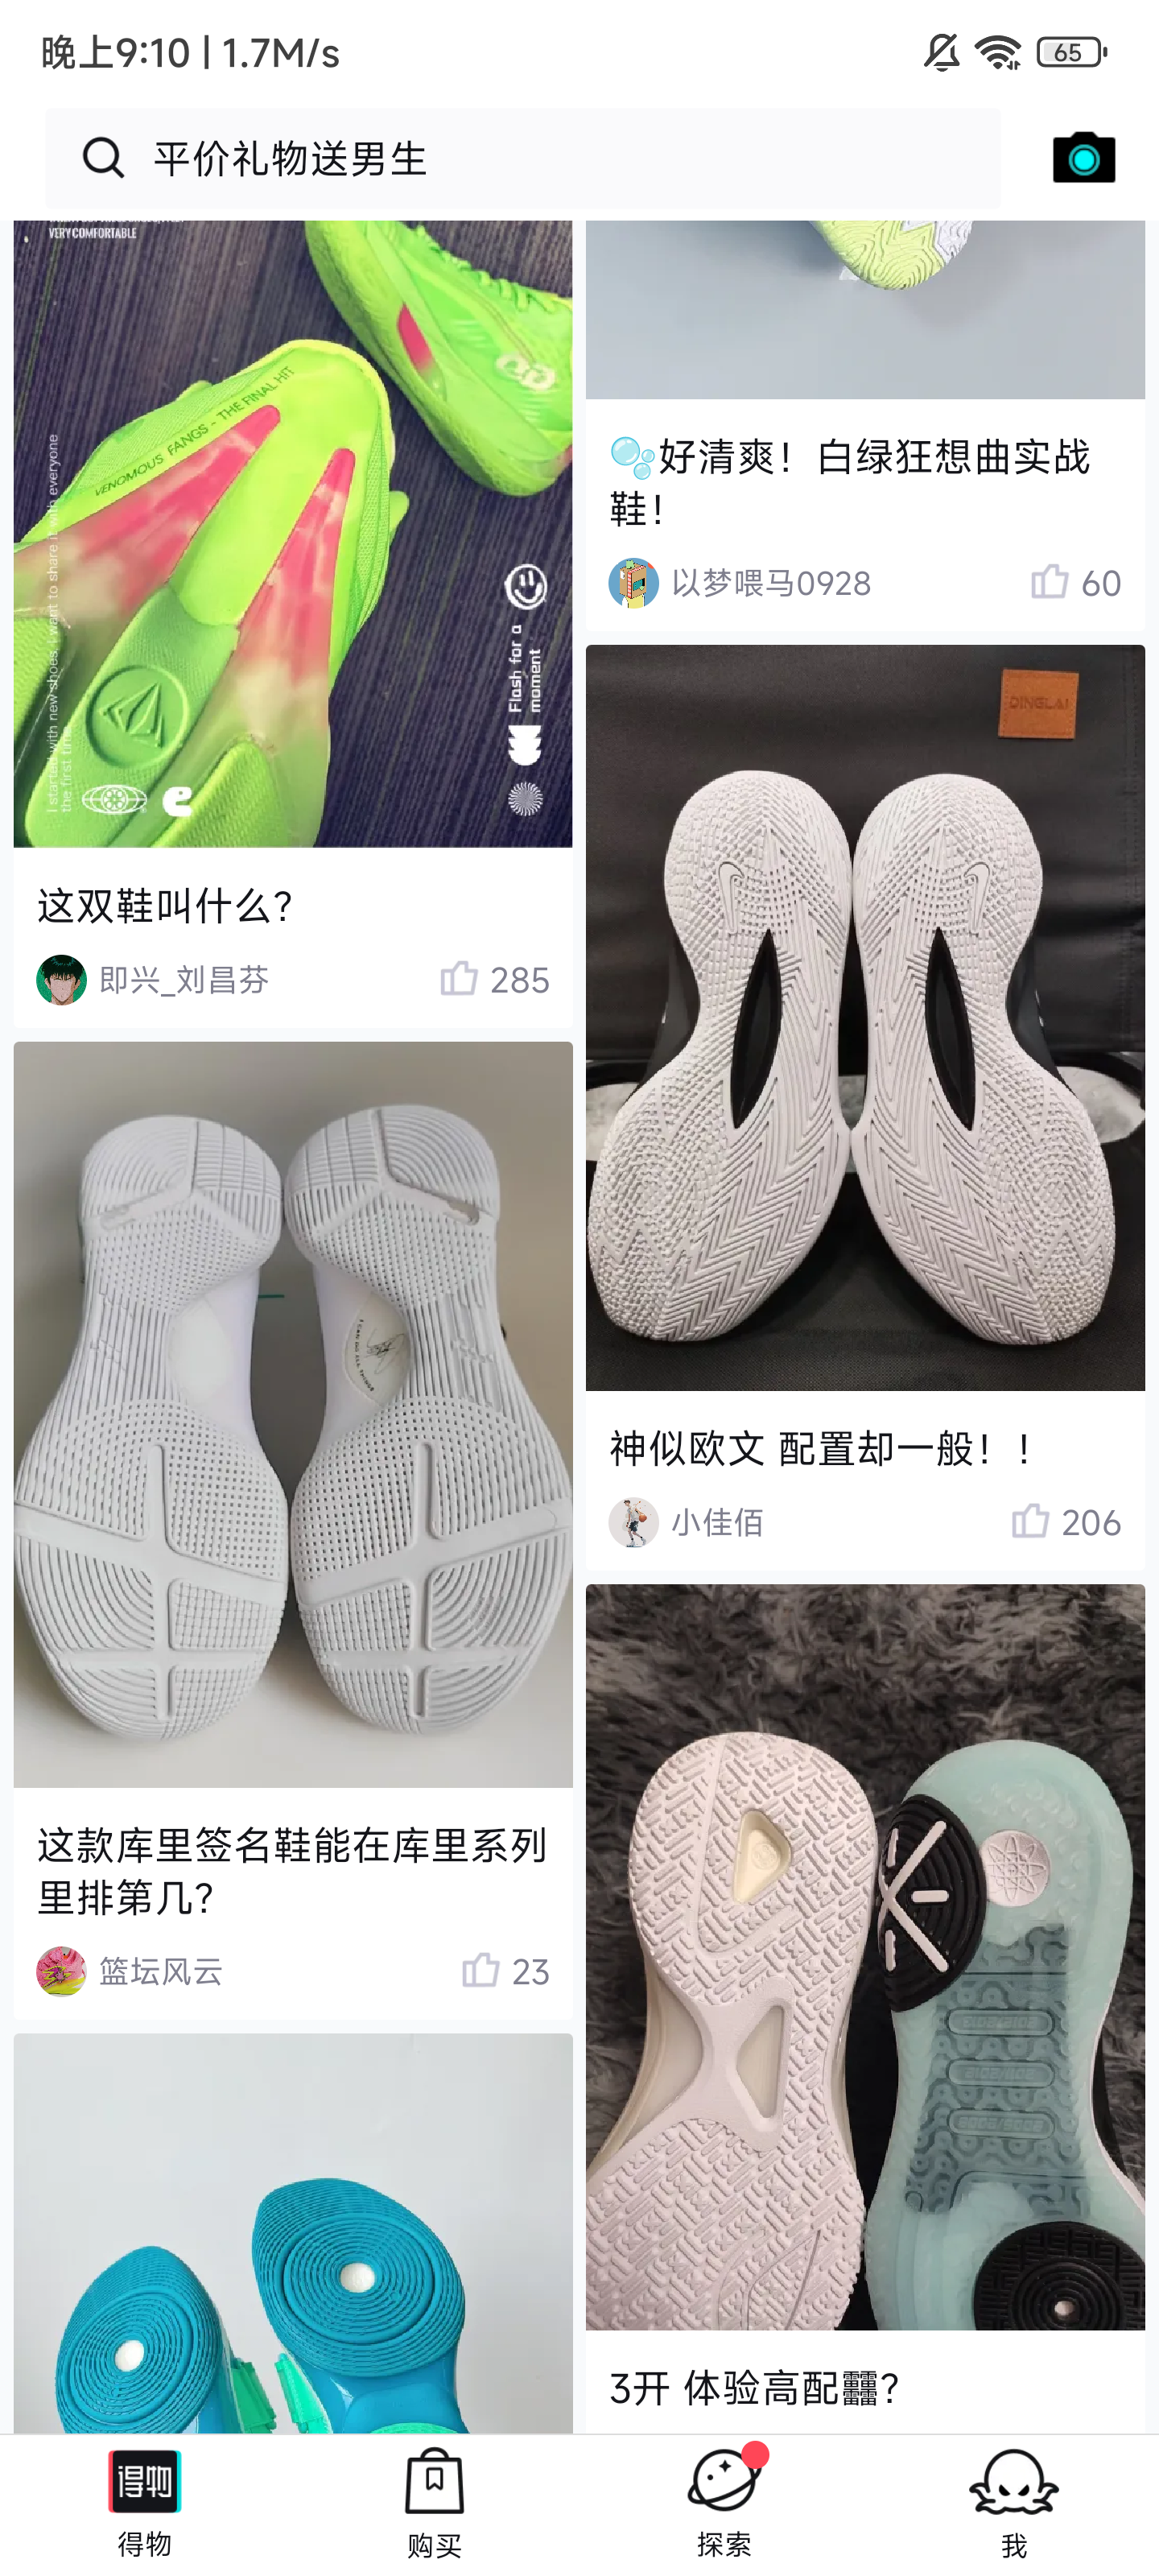 晚上9:10 | 1.7M/s
65
平价礼物送男生
VERY COMFORTABLE
VENOMOUS FANGS - THE FINAL HIT
I started with new shoes, I want to share it with everyone
the first time
Flash for a
moment
这双鞋叫什么?
即兴_刘昌芬
285
好清爽！白绿狂想曲实战
鞋！
以梦喂马0928
60
DINGLAI
神似欧文 配置却一般！！
小佳佰
206
I CAN DO ALL THINGS
这款库里签名鞋能在库里系列
里排第几?
篮坛风云
23
3开 体验高配龘?
得物
得物
购买
探索
我